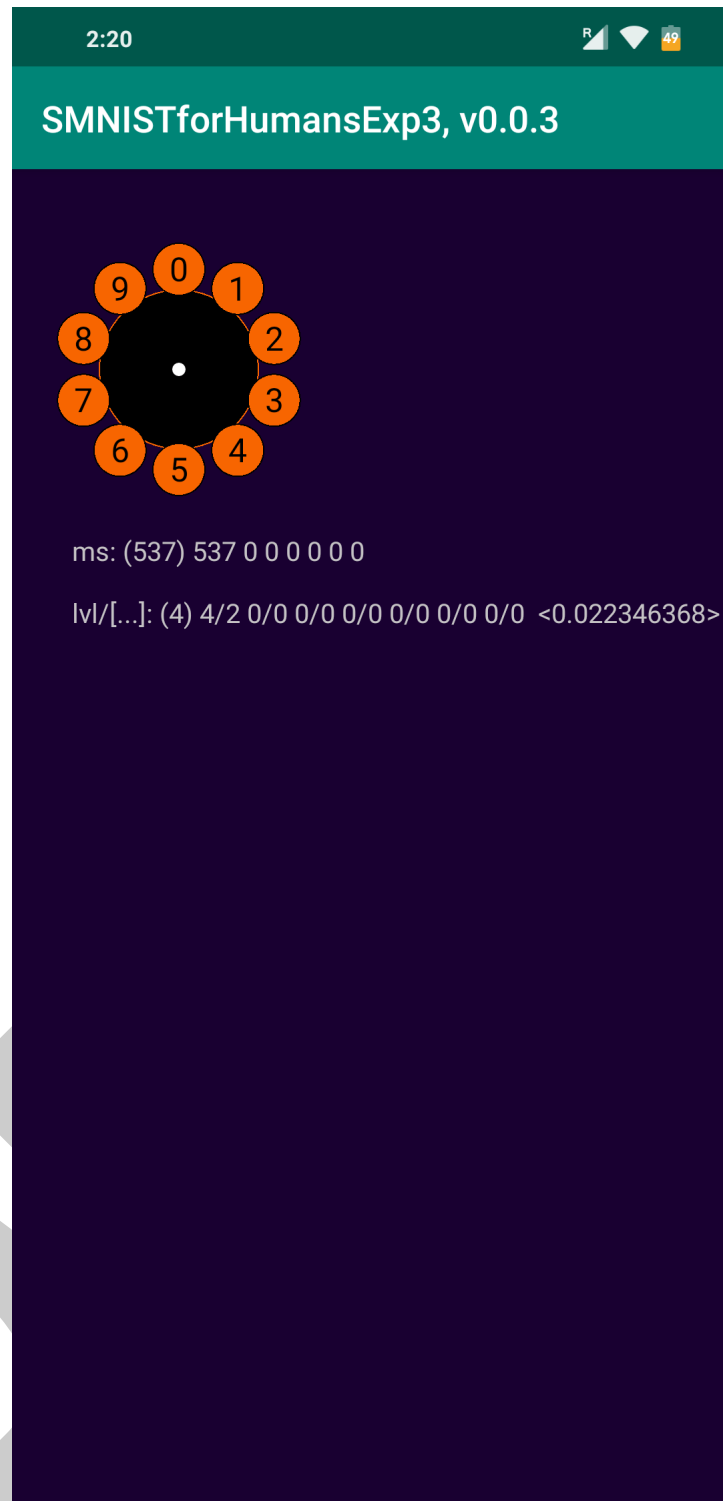 2:20 R 49
SMNISTforHumansExp3, v0.0.3
0
9 1
8 2
7 3
6 4
5
ms: (537) 537 0 0 0 0 0 0
lvl/[...]: (4) 4/2 0/0 0/0 0/0 0/0 0/0 0/0 <0.022346368>